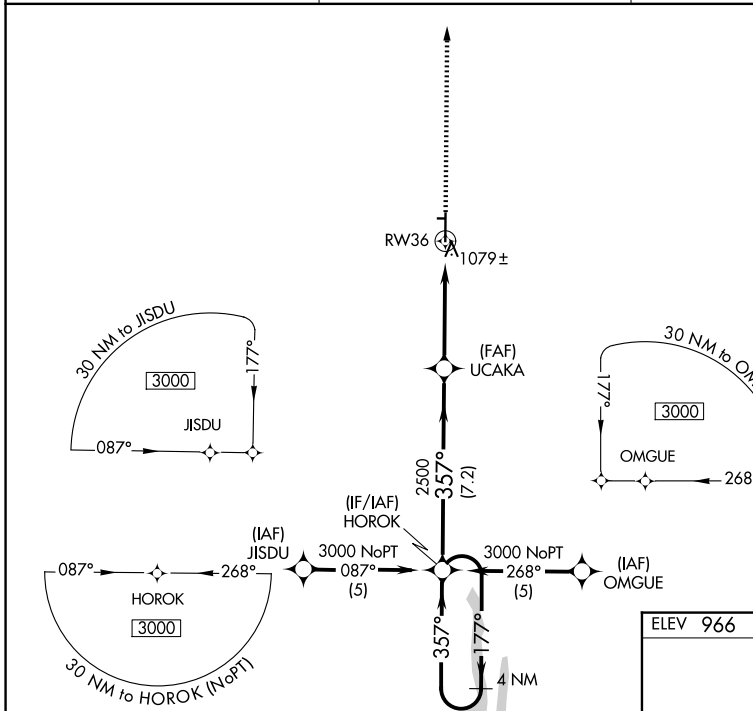 RW36
1079±
30 NM to JISDU
3000
177°
JISDU
087°
(FAF)
UCAKA
30 NM to
177°
3000
OMGUE
268
2500
357°
(7.2)
(IF/IAF)
HOROK
(IAF)
JISDU
3000 NoPT
087°
(5)
3000 NoPT
268°
(5)
(IAF)
OMGUE
087°
268°
HOROK
3000
30 NM to HOROK (NoPT)
357°
177°
4 NM
ELEV 966